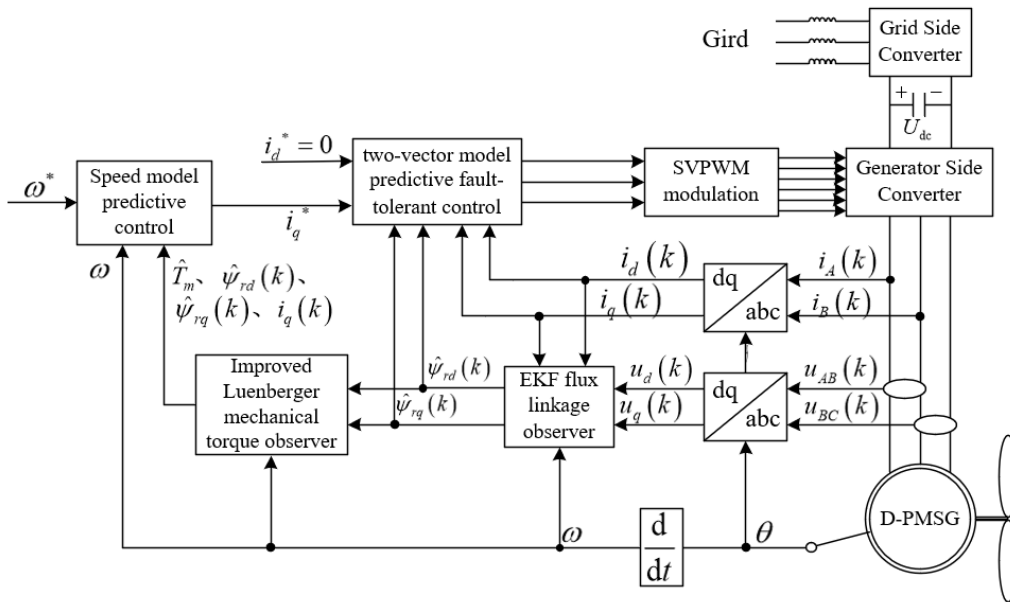 Gird
Grid Side
Converter
+ −
U_dc
i_d^* = 0
two-vector model
predictive fault-
tolerant control
SVPWM
modulation
Generator Side
Converter
ω^*
Speed model
predictive
control
i_q^*
ω
T̂_m、ψ̂_rd(k)、
ψ̂_rq(k)、i_q(k)
i_d(k)
i_q(k)
dq
abc
i_A(k)
i_B(k)
Improved
Luenberger
mechanical
torque observer
ψ̂_rd(k)
ψ̂_rq(k)
EKF flux
linkage
observer
u_d(k)
u_q(k)
dq
abc
u_AB(k)
u_BC(k)
D-PMSG
ω
d
dt
θ